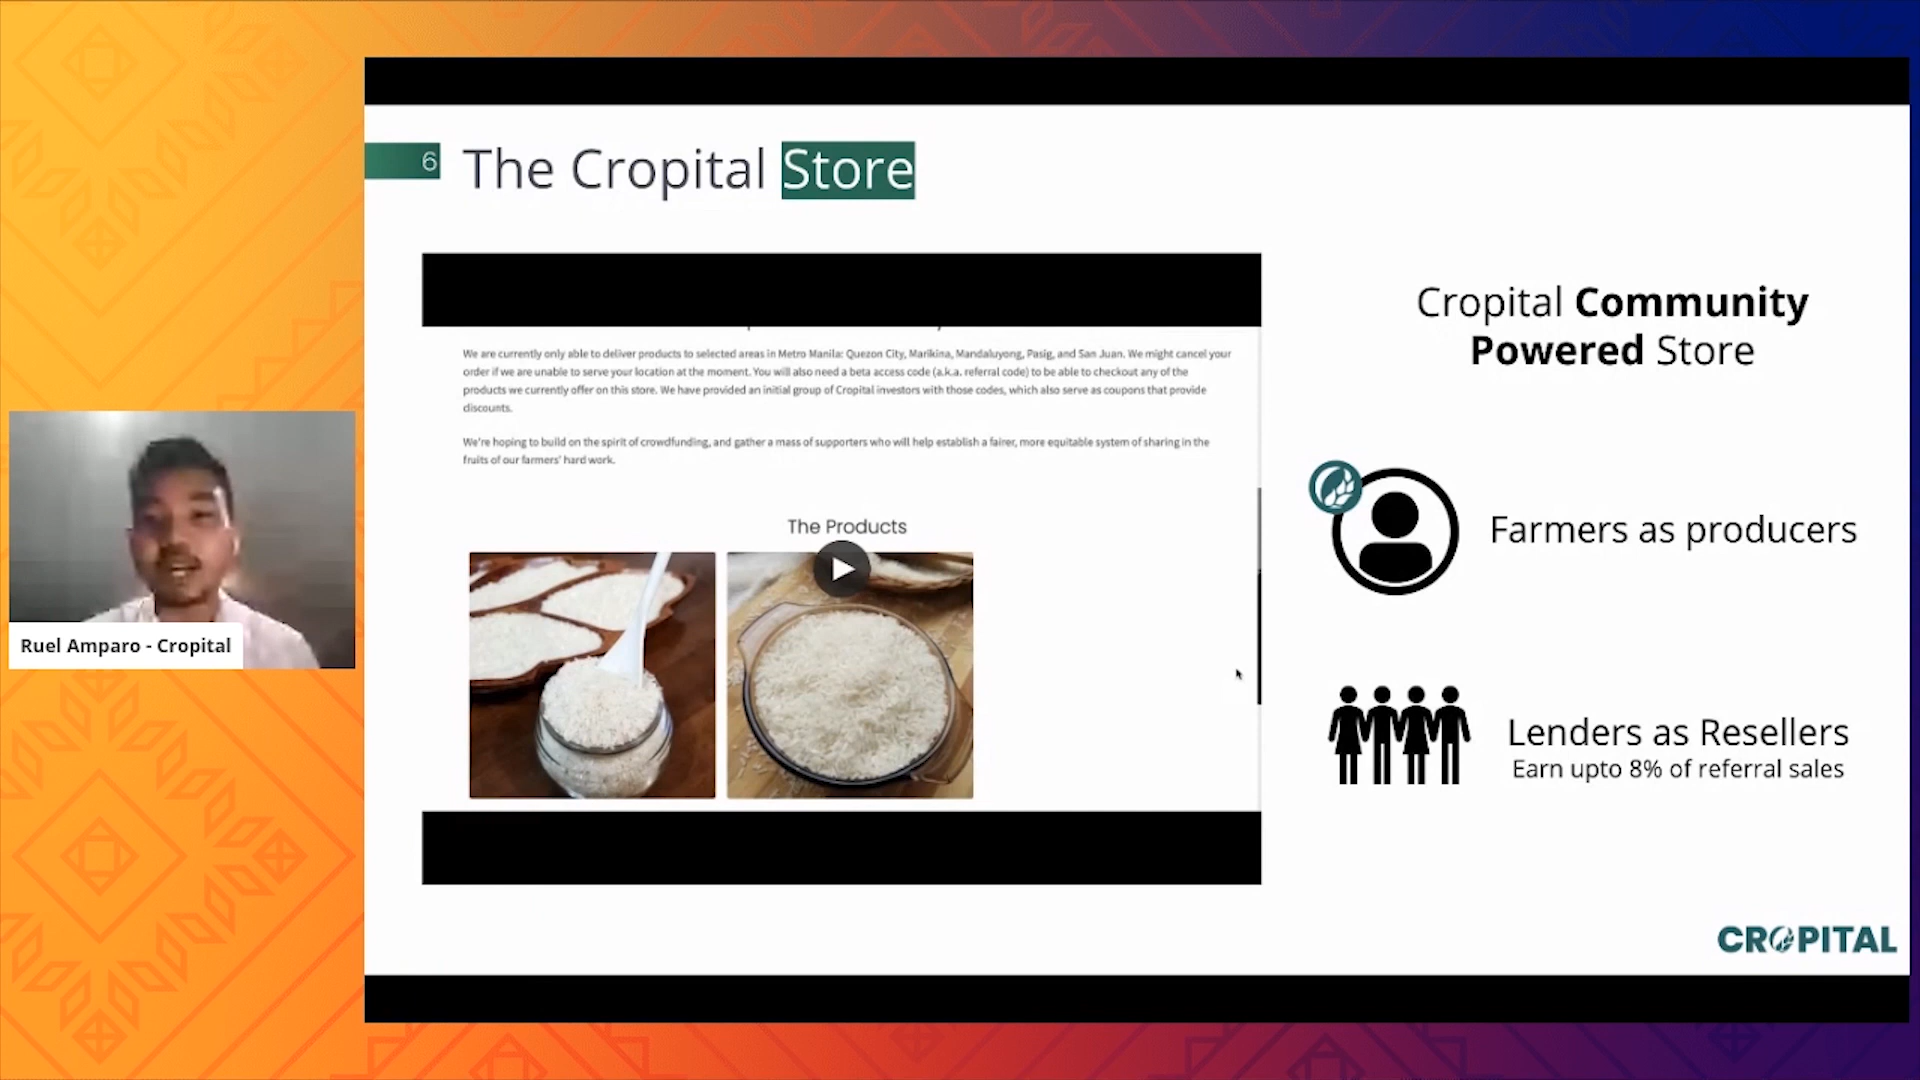 6
The Cropital Store
We are currently only able to deliver products to selected areas in Metro Manila: Quezon City, Marikina, Mandaluyong, Pasig, and San Juan. We might cancel your
order if we are unable to serve your location at the moment. You will also need a beta access code (a.k.a. referral code) to be able to checkout any of the
products we currently offer on this store. We have provided an initial group of Cropital investors with those codes, which also serve as coupons that provide
discounts.
We're hoping to build on the spirit of crowdfunding, and gather a mass of supporters who will help establish a fairer, more equitable system of sharing in the
fruits of our farmers' hard work.
The Products
Cropital Community
Powered Store
Farmers as producers
Lenders as Resellers
Earn upto 8% of referral sales
Ruel Amparo - Cropital
CROPITAL